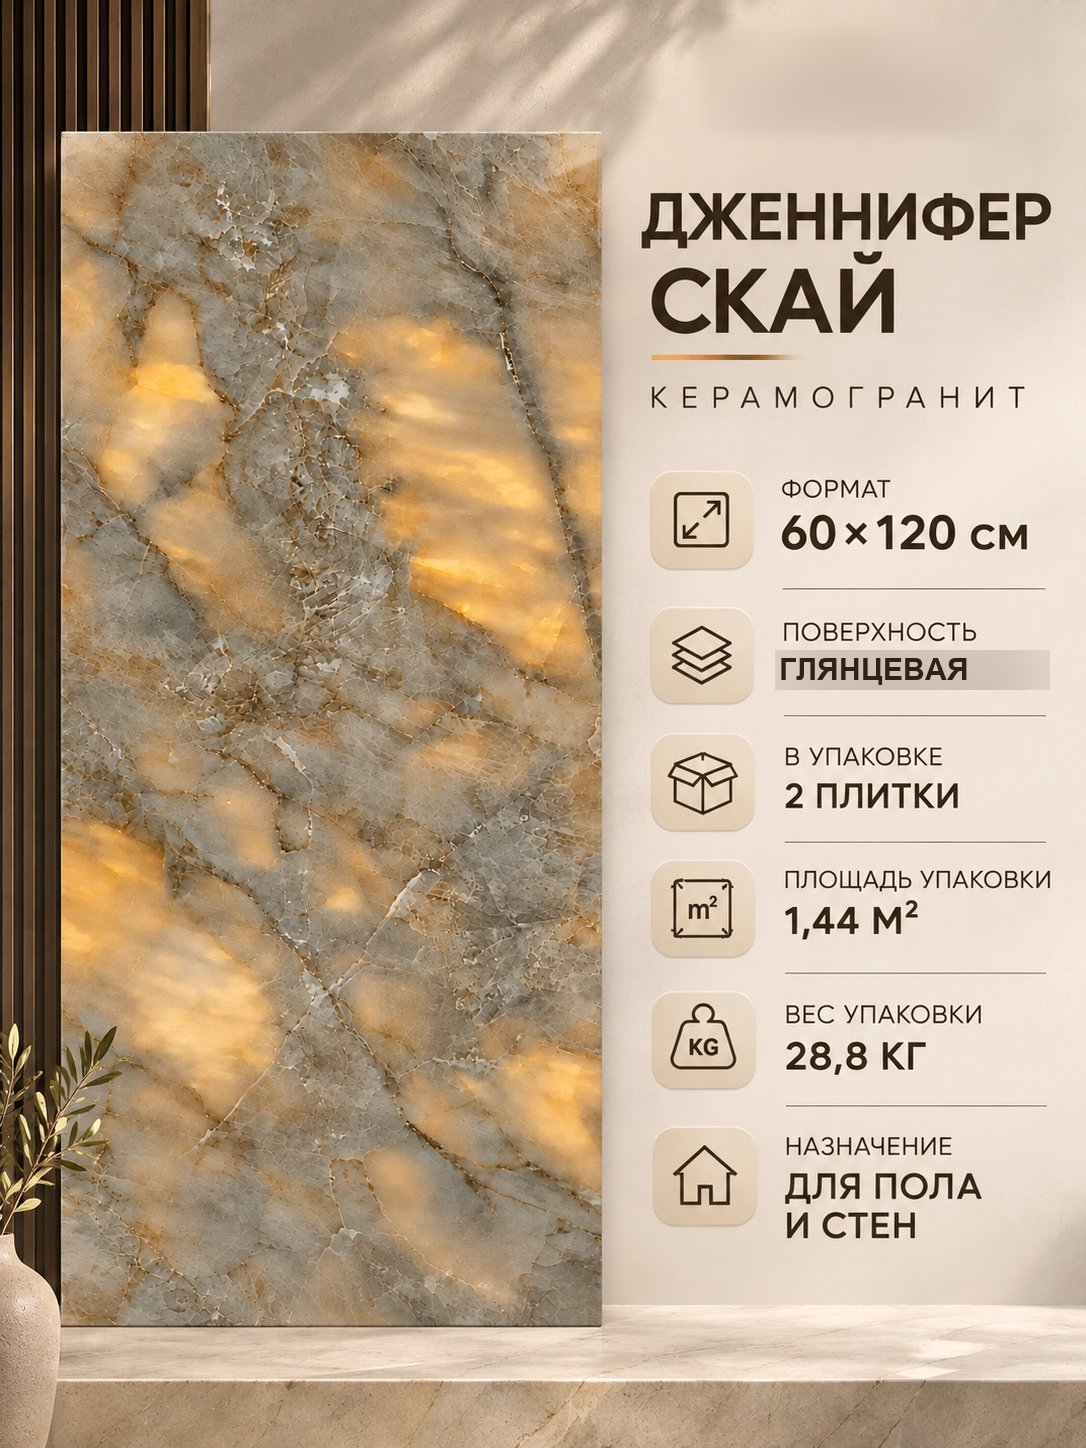 ДЖЕННИФЕР
СКАЙ
КЕРАМОГРАНИТ
ФОРМАТ
60×120 см
ПОВЕРХНОСТЬ
ГЛЯНЦЕВАЯ
В УПАКОВКЕ
2 ПЛИТКИ
m²
ПЛОЩАДЬ УПАКОВКИ
1,44 М²
KG
ВЕС УПАКОВКИ
28,8 КГ
НАЗНАЧЕНИЕ
ДЛЯ ПОЛА
И СТЕН